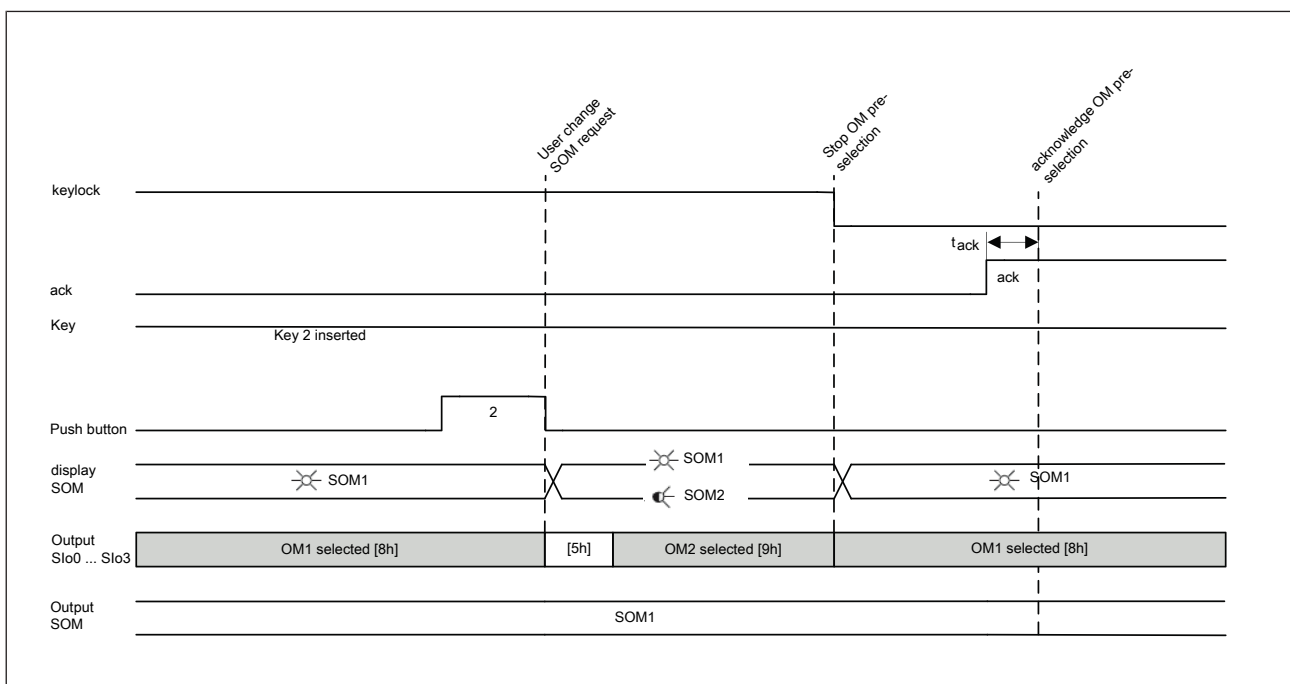 User change
SOM request
Stop OM pre-
selection
acknowledge OM pre-
selection
keylock
t ack
ack
ack
Key
Key 2 inserted
2
Push button
display
SOM
SOM1
SOM1
SOM2
SOM1
Output
SIo0 ... SIo3
OM1 selected [8h]
[5h]
OM2 selected [9h]
OM1 selected [8h]
Output
SOM
SOM1